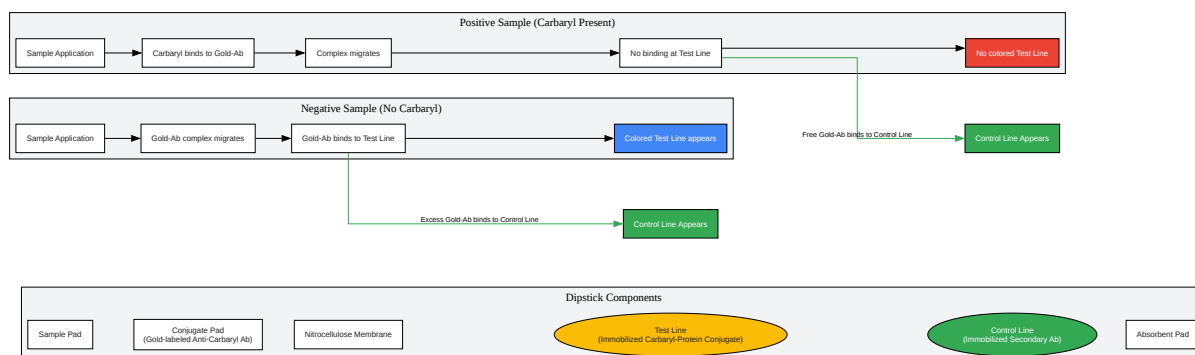 Positive Sample (Carbaryl Present)
Sample Application
Carbaryl binds to Gold-Ab
Complex migrates
No binding at Test Line
No colored Test Line
Negative Sample (No Carbaryl)
Sample Application
Gold-Ab complex migrates
Gold-Ab binds to Test Line
Colored Test Line appears
Free Gold-Ab binds to Control Line
Control Line Appears
Excess Gold-Ab binds to Control Line
Control Line Appears
Dipstick Components
Sample Pad
Conjugate Pad
(Gold-labeled Anti-Carbaryl Ab)
Nitrocellulose Membrane
Test Line
(Immobilized Carbaryl-Protein Conjugate)
Control Line
(Immobilized Secondary Ab)
Absorbent Pad